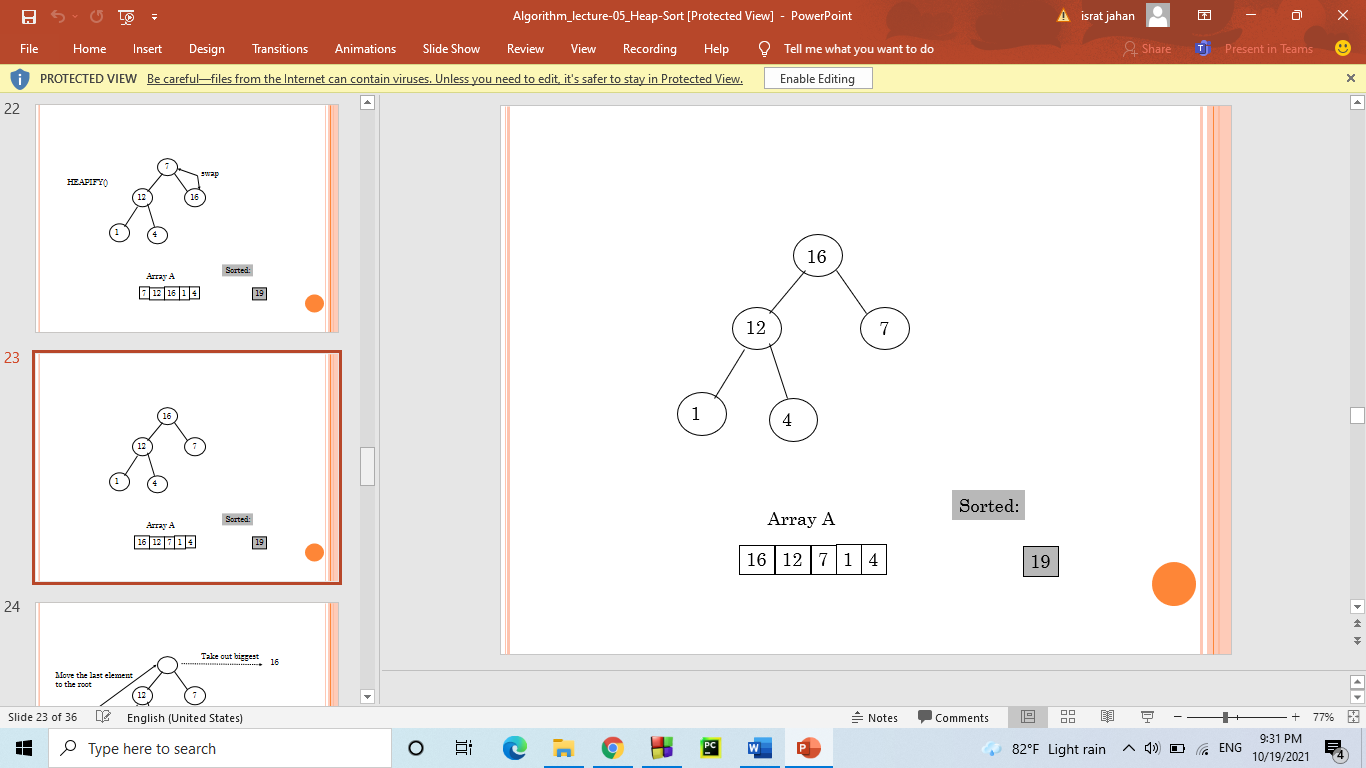 Algorithm_lecture-05_Heap-Sort [Protected View] - PowerPoint
israt jahan
File Home Insert Design Transitions Animations Slide Show Review View Recording Help Tell me what you want to do
Share Present in Teams
PROTECTED VIEW Be careful—files from the Internet can contain viruses. Unless you need to edit, it's safer to stay in Protected View. Enable Editing
22
7
swap
HEAPIFY()
12 16
1 4
Sorted:
Array A
7 12 16 1 4
19
23
16
12 7
1 4
Sorted:
Array A
16 12 7 1 4
19
24
Take out biggest
16
Move the last element
to the root
12 7
16
12 7
1 4
Sorted:
Array A
16 12 7 1 4
19
Slide 23 of 36 English (United States) Notes Comments 77%
Type here to search
PC
W
P
82°F Light rain
ENG
9:31 PM
10/19/2021
4